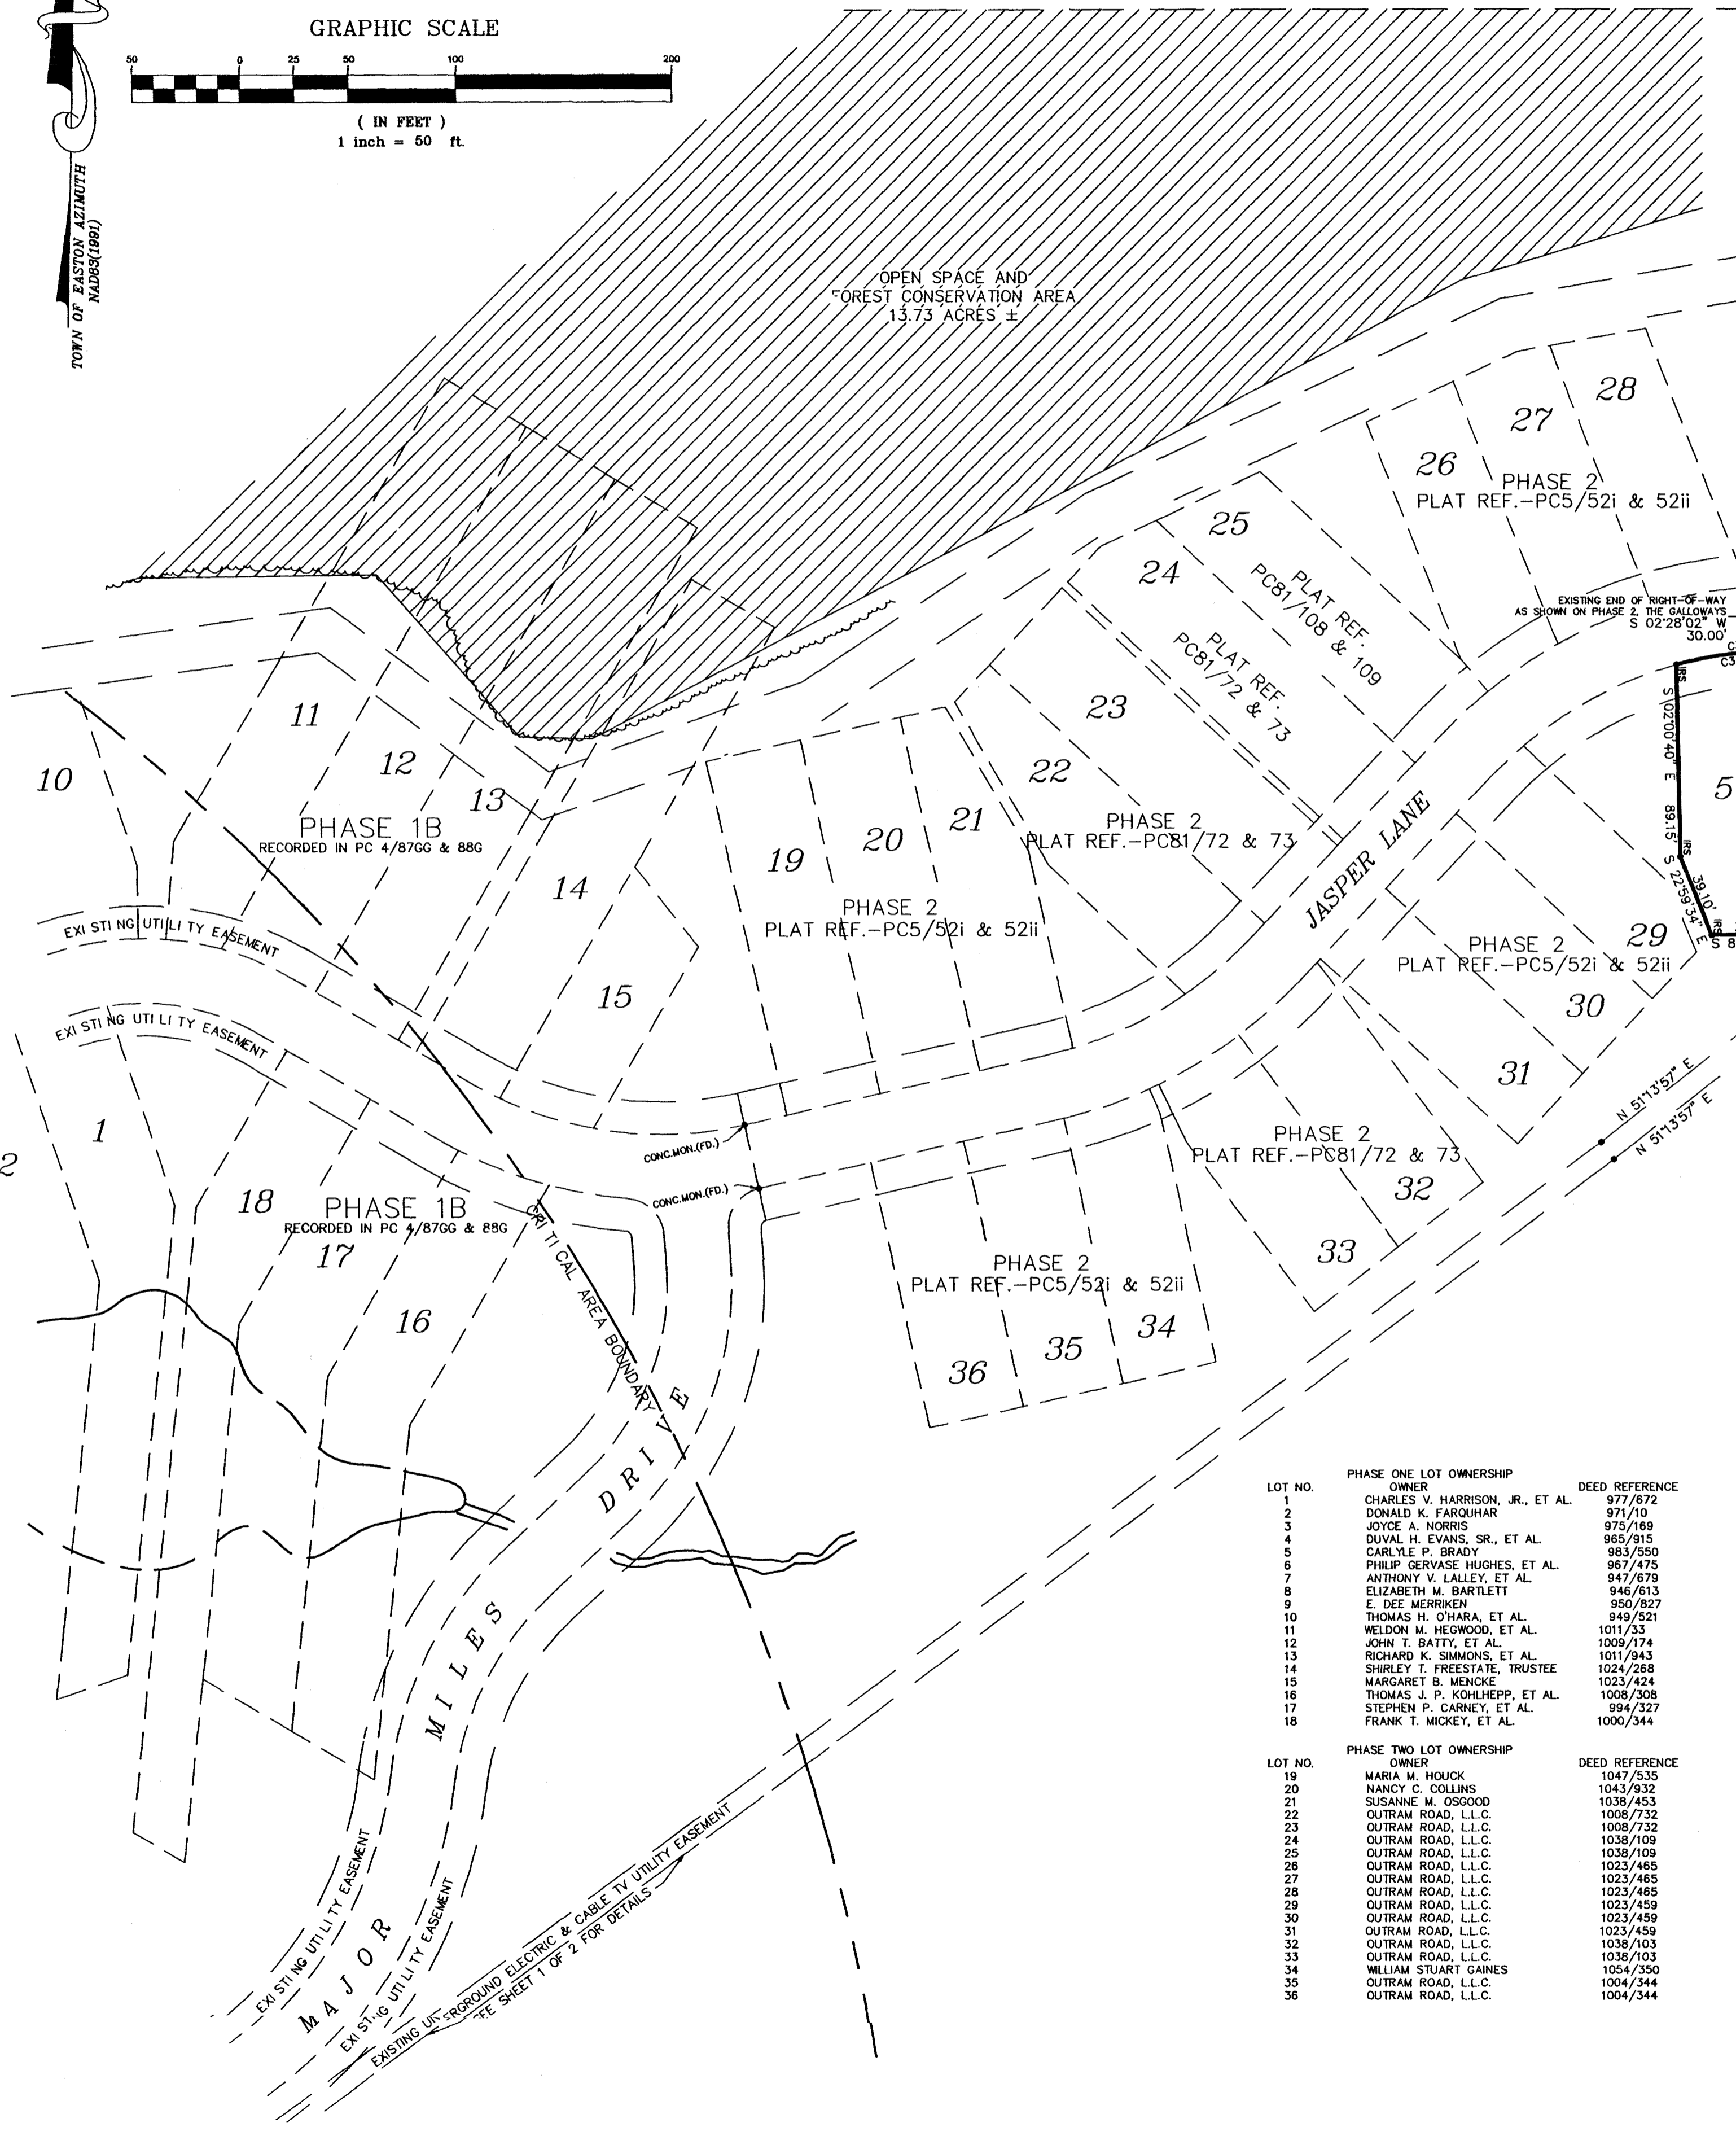 GRAPHIC SCALE
50 0 25 50 100 200
( IN FEET )
1 inch = 50 ft.
TOWN OF EASTON AZIMUTH
NAD83(1991)
OPEN SPACE AND
FOREST CONSERVATION AREA
13.73 ACRES ±
28
27
26
PHASE 2
PLAT REF.-PC5/52i & 52ii
25
24
PLAT REF.
PC81/108 & 109
PLAT REF.
PC81/72 & 73
EXISTING END OF RIGHT-OF-WAY
AS SHOWN ON PHASE 2, THE GALLOWAYS
S 02°28'02" W
30.00'
C3
IRS
S 02°00'40" E 89.15'
IRS
S 22°59'34" E
39.10'
IRS
S 8
5
11
12
13
10
PHASE 1B
RECORDED IN PC 4/87GG & 88G
14
15
19
20
21
22
23
PHASE 2
PLAT REF.-PC81/72 & 73
PHASE 2
PLAT REF.-PC5/52i & 52ii
JASPER LANE
29
PHASE 2
PLAT REF.-PC5/52i & 52ii
30
31
EXISTING UTILITY EASEMENT
EXISTING UTILITY EASEMENT
N 51°13'57" E
N 51°13'57" E
1
2
CONC.MON.(FD.)
CONC.MON.(FD.)
PHASE 2
PLAT REF.-PC81/72 & 73
32
33
18
PHASE 1B
RECORDED IN PC 4/87GG & 88G
17
16
CRITICAL AREA BOUNDARY
PHASE 2
PLAT REF.-PC5/52i & 52ii
34
35
36
MAJOR MILES DRIVE
EXISTING UTILITY EASEMENT
EXISTING UTILITY EASEMENT
EXISTING UNDERGROUND ELECTRIC & CABLE TV UTILITY EASEMENT
SEE SHEET 1 OF 2 FOR DETAILS
PHASE ONE LOT OWNERSHIP
LOT NO. OWNER DEED REFERENCE
1 CHARLES V. HARRISON, JR., ET AL. 977/672
2 DONALD K. FARQUHAR 971/10
3 JOYCE A. NORRIS 975/169
4 DUVAL H. EVANS, SR., ET AL. 965/915
5 CARLYLE P. BRADY 983/550
6 PHILIP GERVASE HUGHES, ET AL. 967/475
7 ANTHONY V. LALLEY, ET AL. 947/679
8 ELIZABETH M. BARTLETT 946/613
9 E. DEE MERRIKEN 950/827
10 THOMAS H. O'HARA, ET AL. 949/521
11 WELDON M. HEGWOOD, ET AL. 1011/33
12 JOHN T. BATTY, ET AL. 1009/174
13 RICHARD K. SIMMONS, ET AL. 1011/943
14 SHIRLEY T. FREESTATE, TRUSTEE 1024/268
15 MARGARET B. MENCKE 1023/424
16 THOMAS J. P. KOHLHEPP, ET AL. 1008/308
17 STEPHEN P. CARNEY, ET AL. 994/327
18 FRANK T. MICKEY, ET AL. 1000/344
PHASE TWO LOT OWNERSHIP
LOT NO. OWNER DEED REFERENCE
19 MARIA M. HOUCK 1047/535
20 NANCY C. COLLINS 1043/932
21 SUSANNE M. OSGOOD 1038/453
22 OUTRAM ROAD, L.L.C. 1008/732
23 OUTRAM ROAD, L.L.C. 1008/732
24 OUTRAM ROAD, L.L.C. 1038/109
25 OUTRAM ROAD, L.L.C. 1038/109
26 OUTRAM ROAD, L.L.C. 1023/465
27 OUTRAM ROAD, L.L.C. 1023/465
28 OUTRAM ROAD, L.L.C. 1023/465
29 OUTRAM ROAD, L.L.C. 1023/459
30 OUTRAM ROAD, L.L.C. 1023/459
31 OUTRAM ROAD, L.L.C. 1023/459
32 OUTRAM ROAD, L.L.C. 1038/103
33 OUTRAM ROAD, L.L.C. 1038/103
34 WILLIAM STUART GAINES 1054/350
35 OUTRAM ROAD, L.L.C. 1004/344
36 OUTRAM ROAD, L.L.C. 1004/344